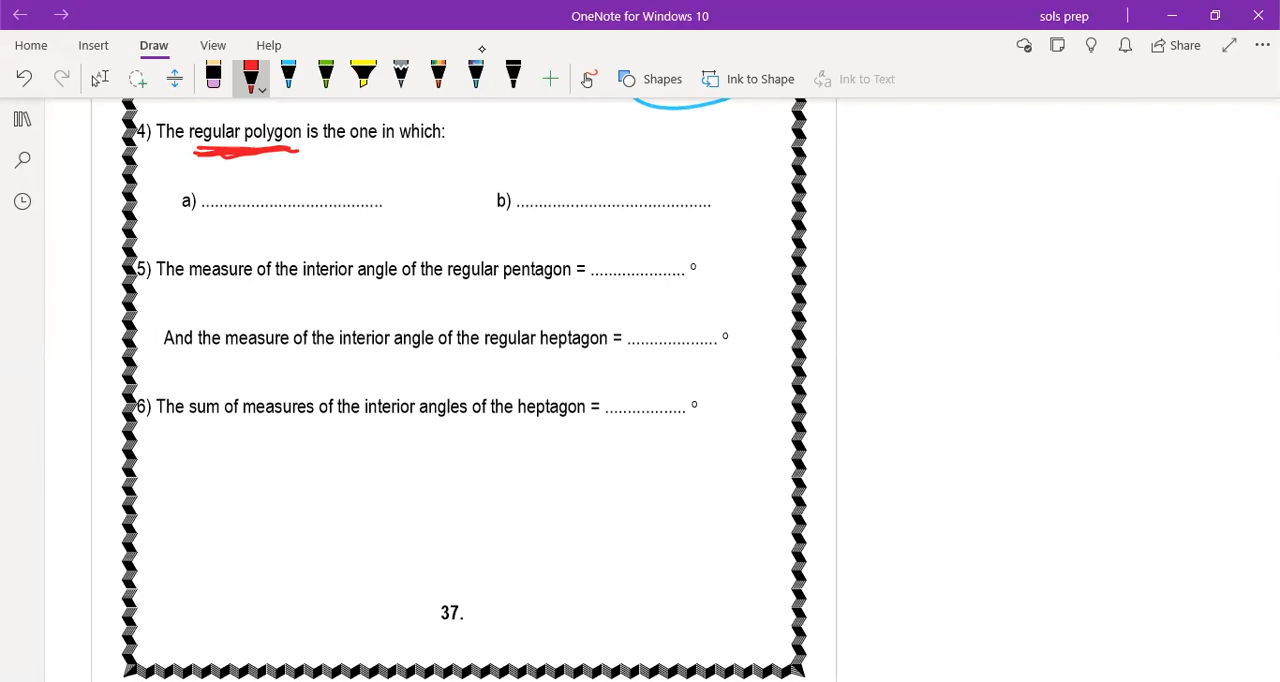 OneNote for Windows 10
sols prep
Home Insert Draw View Help
Share
Shapes
Ink to Shape
Ink to Text
4) The regular polygon is the one in which:
a) ........................................ b) ...........................................
5) The measure of the interior angle of the regular pentagon = ..................... º
And the measure of the interior angle of the regular heptagon = .................... º
6) The sum of measures of the interior angles of the heptagon = .................. º
37.